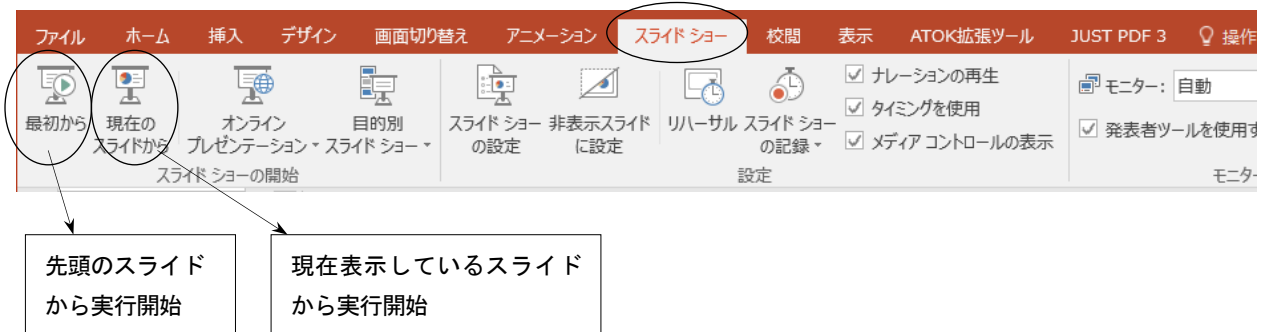 ファイル ホーム 挿入 デザイン 画面切り替え アニメーション スライド ショー 校閲 表示 ATOK拡張ツール JUST PDF 3 操作
最初から
現在の
スライドから
オンライン
プレゼンテーション
目的別
スライド ショー
スライド ショー
の設定
非表示スライド
に設定
リハーサル
スライド ショー
の記録
ナレーションの再生
タイミングを使用
メディア コントロールの表示
モニター: 自動
発表者ツールを使用す
スライド ショーの開始
設定
モニター
先頭のスライド
から実行開始
現在表示しているスライド
から実行開始